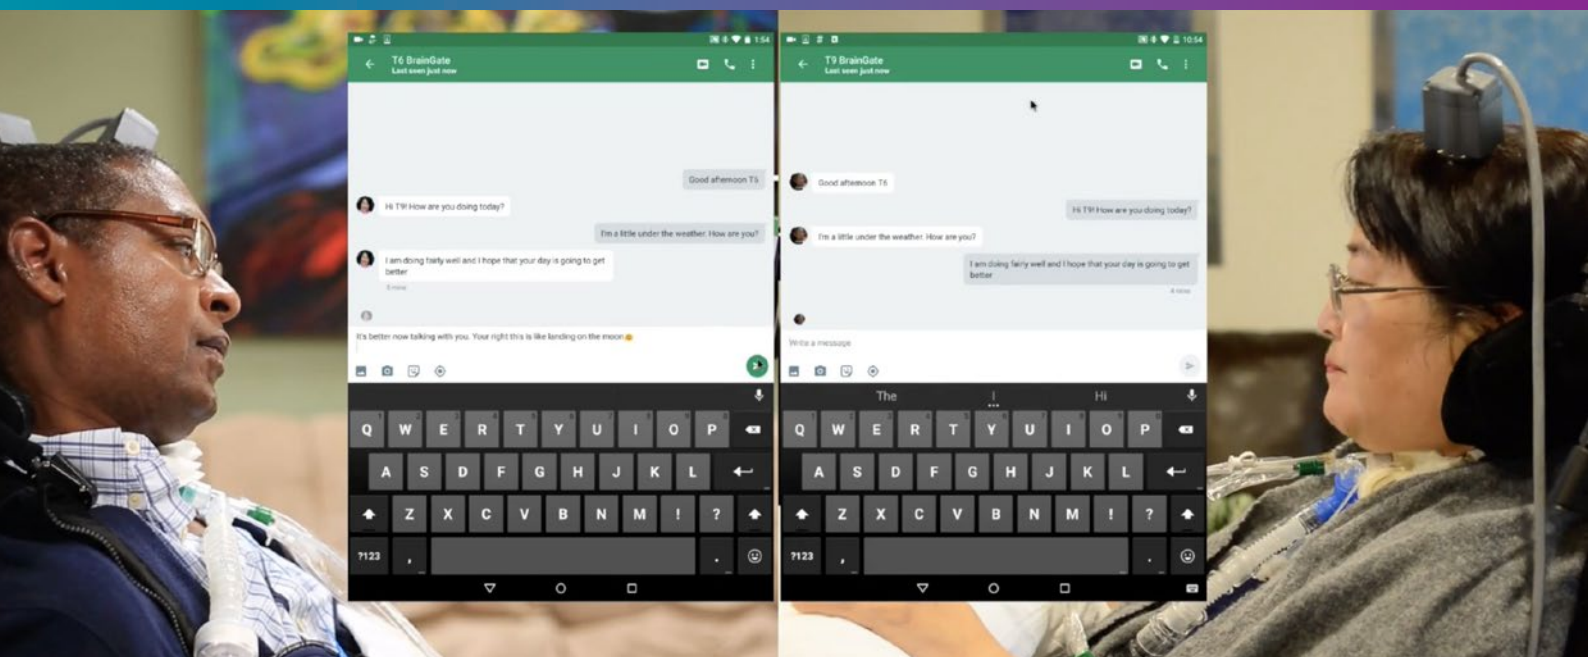 1:54
T6 BrainGate
Last seen just now
Good afternoon T6
Hi T9! How are you doing today?
I'm a little under the weather. How are you?
I am doing fairly well and I hope that your day is going to get
better
It's better now talking with you. Your right this is like landing on the moon
Q W E R T Y U I O P
A S D F G H J K L
Z X C V B N M ! ?
?123 , .
10:54
T9 BrainGate
Last seen just now
Good afternoon T6
Hi T9! How are you doing today?
I'm a little under the weather. How are you?
I am doing fairly well and I hope that your day is going to get
better
Write a message
The I Hi
Q W E R T Y U I O P
A S D F G H J K L
Z X C V B N M ! ?
?123 , .